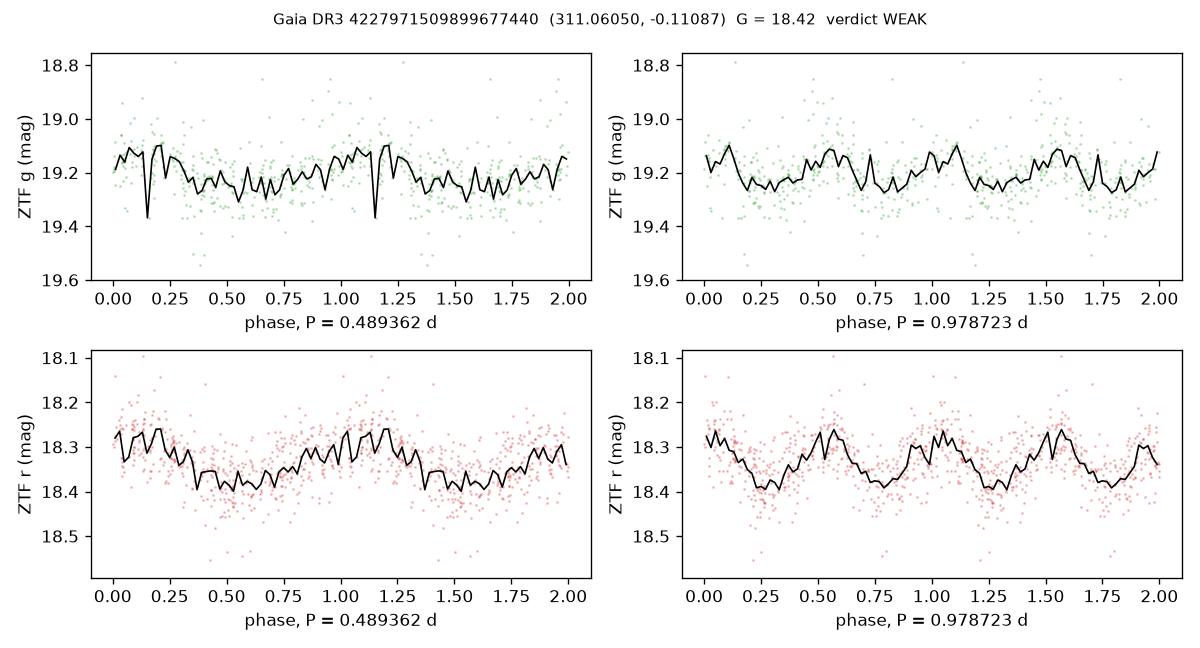 Gaia DR3 4227971509899677440  (311.06050, -0.11087)  G = 18.42  verdict WEAK
ZTF g (mag)
18.8
19.0
19.2
19.4
19.6
0.00 0.25 0.50 0.75 1.00 1.25 1.50 1.75 2.00
phase, P = 0.489362 d
ZTF g (mag)
18.8
19.0
19.2
19.4
19.6
0.00 0.25 0.50 0.75 1.00 1.25 1.50 1.75 2.00
phase, P = 0.978723 d
ZTF r (mag)
18.1
18.2
18.3
18.4
18.5
0.00 0.25 0.50 0.75 1.00 1.25 1.50 1.75 2.00
phase, P = 0.489362 d
ZTF r (mag)
18.1
18.2
18.3
18.4
18.5
0.00 0.25 0.50 0.75 1.00 1.25 1.50 1.75 2.00
phase, P = 0.978723 d